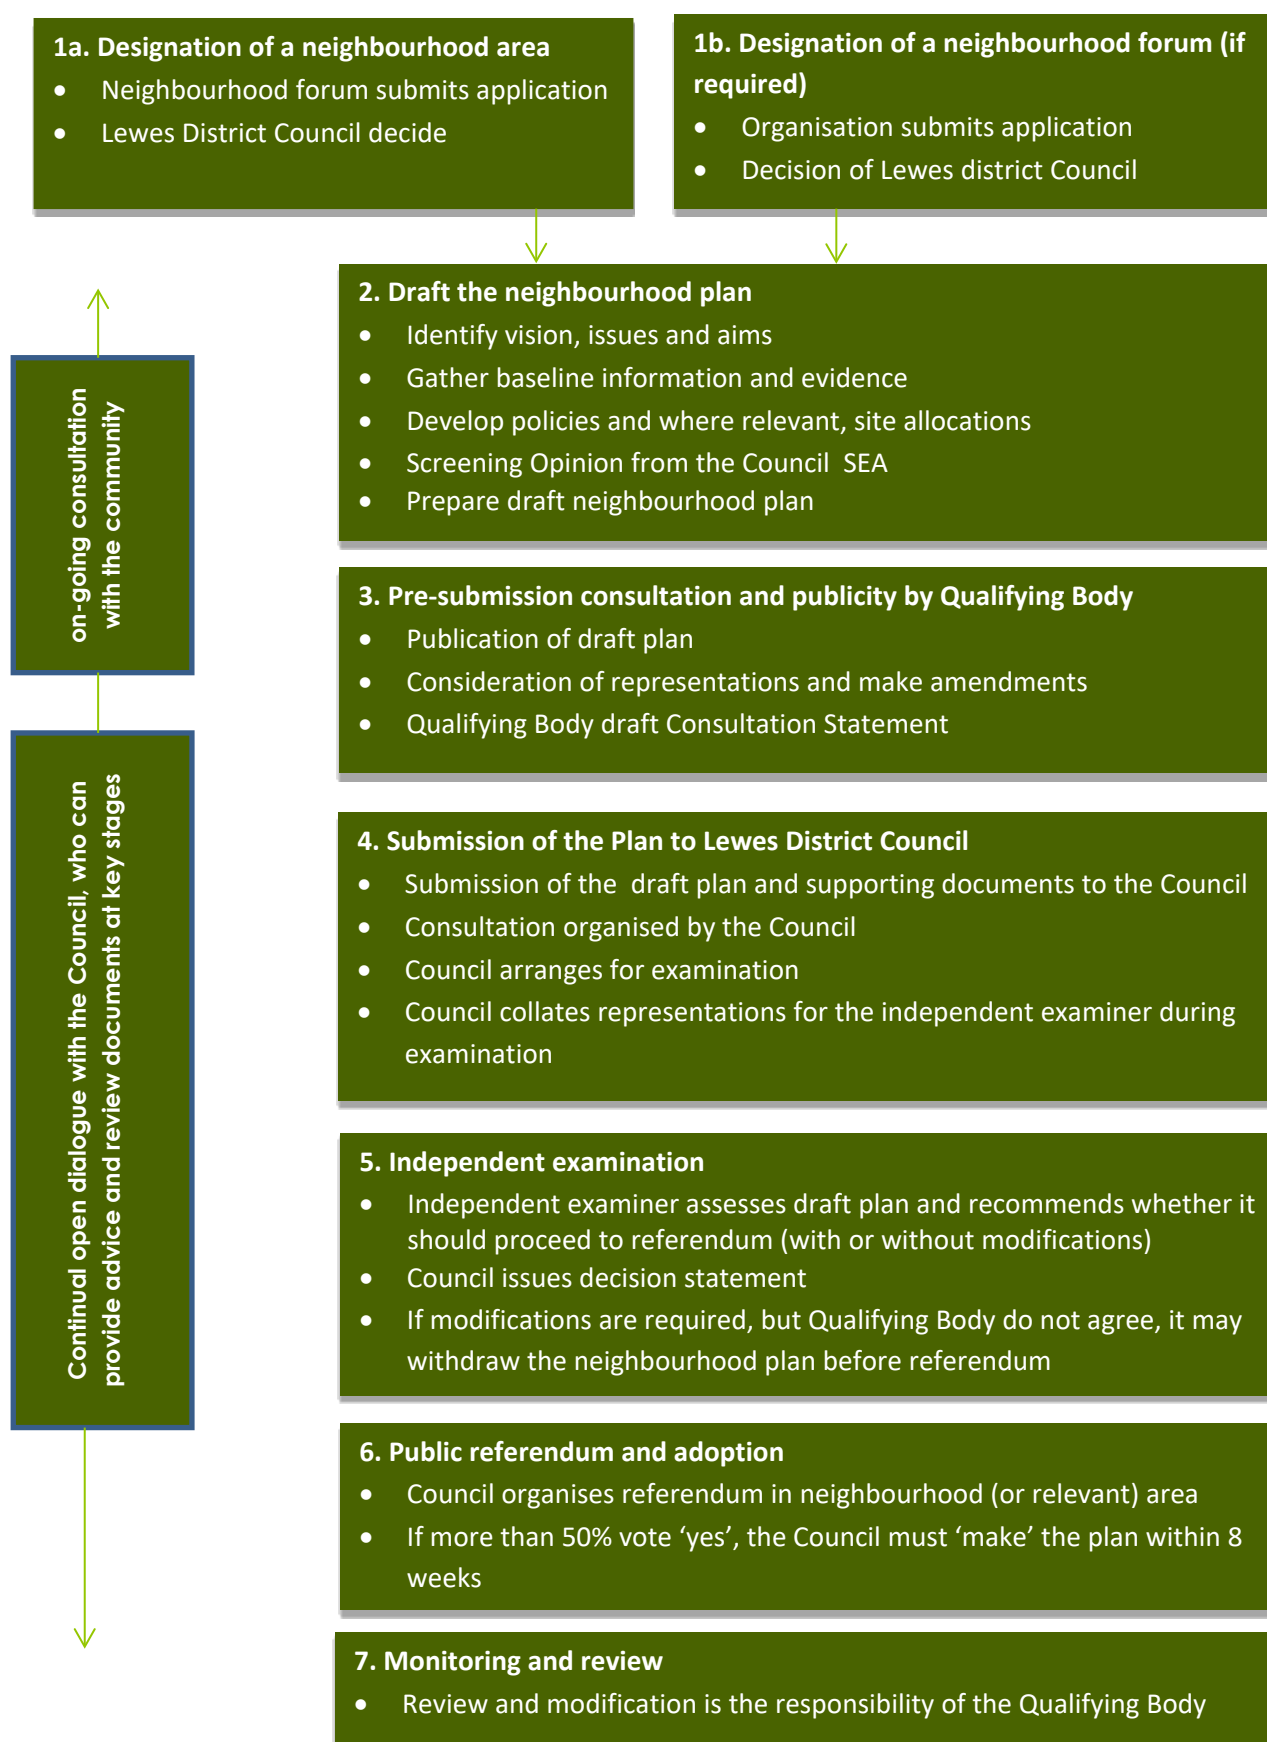 1a. Designation of a neighbourhood area
• Neighbourhood forum submits application
• Lewes District Council decide
1b. Designation of a neighbourhood forum (if
required)
• Organisation submits application
• Decision of Lewes district Council
2. Draft the neighbourhood plan
• Identify vision, issues and aims
• Gather baseline information and evidence
• Develop policies and where relevant, site allocations
• Screening Opinion from the Council  SEA
• Prepare draft neighbourhood plan
on-going consultation
with the community
3. Pre-submission consultation and publicity by Qualifying Body
• Publication of draft plan
• Consideration of representations and make amendments
• Qualifying Body draft Consultation Statement
Continual open dialogue with the Council, who can
provide advice and review documents at key stages
4. Submission of the Plan to Lewes District Council
• Submission of the  draft plan and supporting documents to the Council
• Consultation organised by the Council
• Council arranges for examination
• Council collates representations for the independent examiner during
examination
5. Independent examination
• Independent examiner assesses draft plan and recommends whether it
should proceed to referendum (with or without modifications)
• Council issues decision statement
• If modifications are required, but Qualifying Body do not agree, it may
withdraw the neighbourhood plan before referendum
6. Public referendum and adoption
• Council organises referendum in neighbourhood (or relevant) area
• If more than 50% vote ‘yes’, the Council must ‘make’ the plan within 8
weeks
7. Monitoring and review
• Review and modification is the responsibility of the Qualifying Body